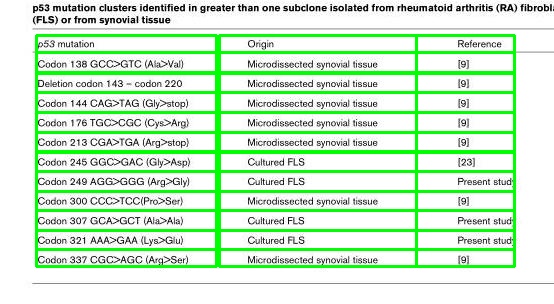 p53 mutation clusters identified in greater than one subclone isolated from rheumatoid arthritis (RA)
(FLS) or from synovial tissue
p53 mutation Origin Reference
Codon 138 GCC>GTC (Ala>Val) Microdissected synovial tissue [9]
Deletion codon 143 – codon 220 Microdissected synovial tissue [9]
Codon 144 CAG>TAG (Gly>stop) Microdissected synovial tissue [9]
Codon 176 TGC>CGC (Cys>Arg) Microdissected synovial tissue [9]
Codon 213 CGA>TGA (Arg>stop) Microdissected synovial tissue [9]
Codon 245 GGC>GAC (Gly>Asp) Cultured FLS [23]
Codon 249 AGG>GGG (Arg>Gly) Cultured FLS Present study
Codon 300 CCC>TCC(Pro>Ser) Microdissected synovial tissue [9]
Codon 307 GCA>GCT (Ala>Ala) Cultured FLS Present study
Codon 321 AAA>GAA (Lys>Glu) Cultured FLS Present study
Codon 337 CGC>AGC (Arg>Ser) Microdissected synovial tissue [9]